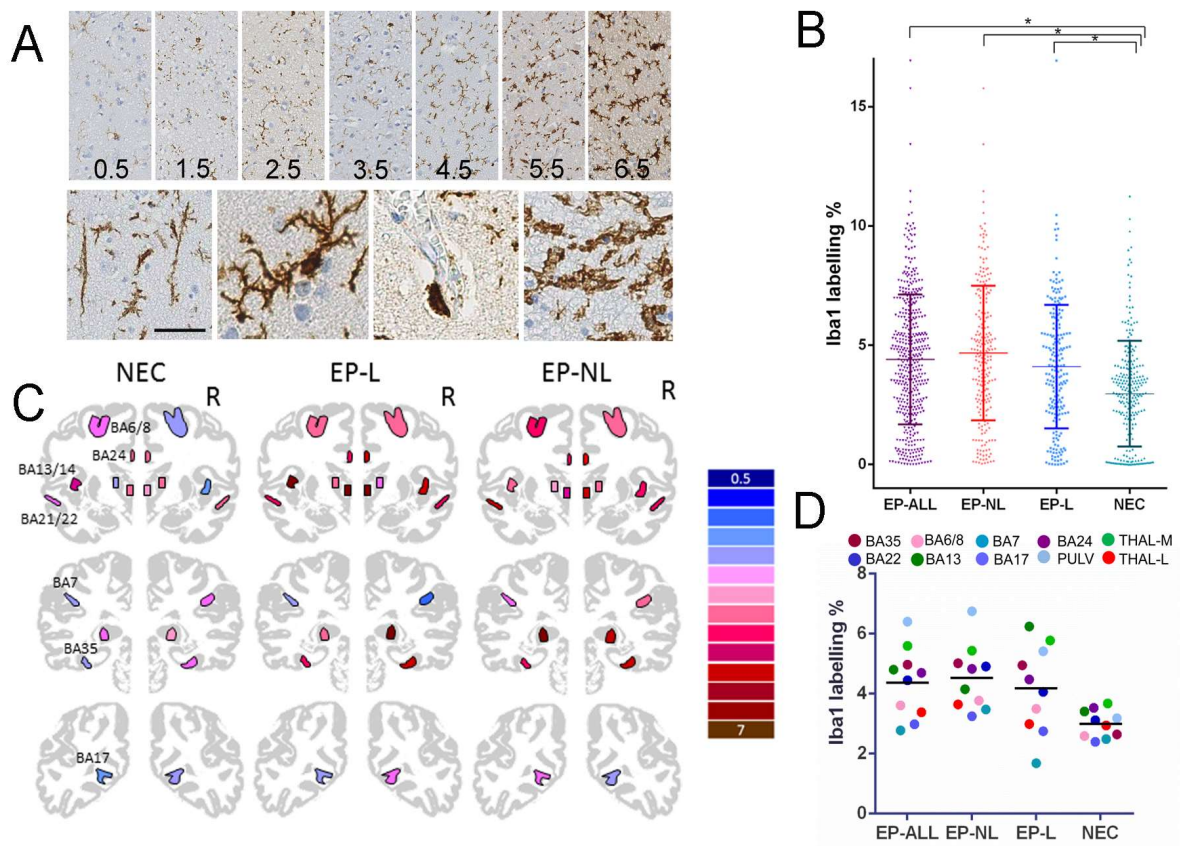 A
0.5 1.5 2.5 3.5 4.5 5.5 6.5
B
* 
* 
*
Iba1 labelling %
15
10
5
0
EP-ALL EP-NL EP-L NEC
C
NEC EP-L EP-NL
R R R
BA6/8
BA24
BA13/14
BA21/22
BA7
BA35
BA17
0.5
7
D
BA35 BA6/8 BA7 BA24 THAL-M
BA22 BA13 BA17 PULV THAL-L
Iba1 labelling %
8
6
4
2
0
EP-ALL EP-NL EP-L NEC